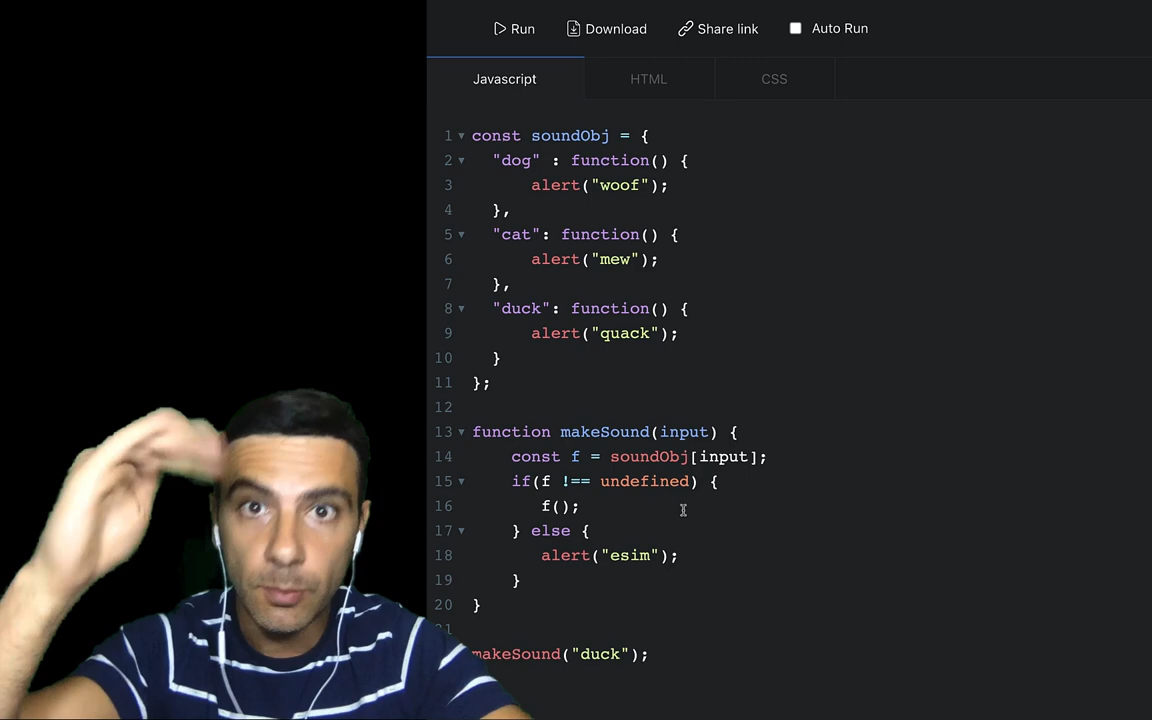 Run Download Share link Auto Run
Javascript HTML CSS
1 const soundObj = {
2 "dog" : function() {
3 alert("woof");
4 },
5 "cat": function() {
6 alert("mew");
7 },
8 "duck": function() {
9 alert("quack");
10 }
11 };
12
13 function makeSound(input) {
14 const f = soundObj[input];
15 if(f !== undefined) {
16 f();
17 } else {
18 alert("esim");
19 }
20 }
21
makeSound("duck");